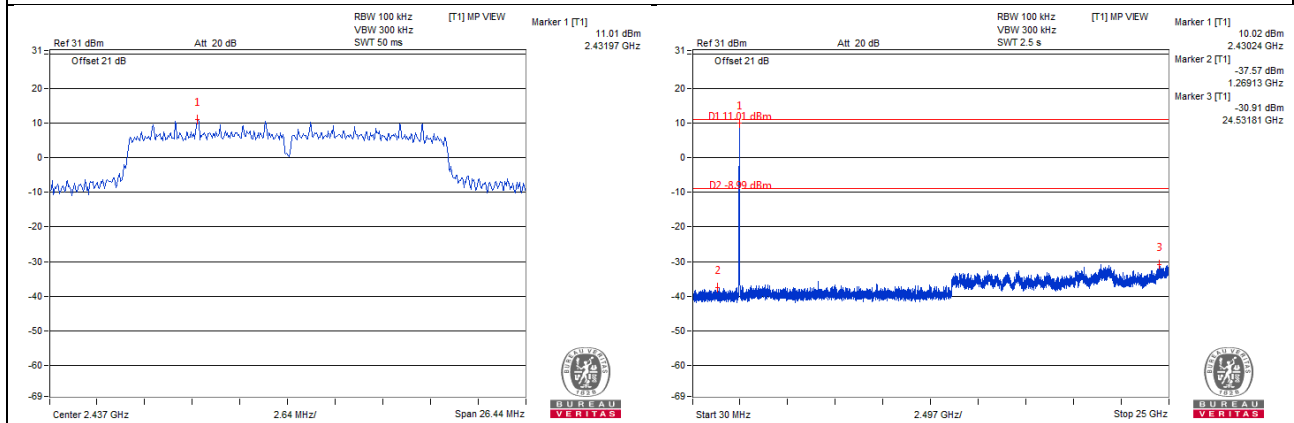 RBW 100 kHz [T1] MP VIEW
VBW 300 kHz
Ref 31 dBm Att 20 dB SWT 50 ms
Marker 1 [T1]
11.01 dBm
2.43197 GHz
31
Offset 21 dB
20
1
10
0
-10
-20
-30
-40
-50
-60
-69
Center 2.437 GHz 2.64 MHz/ Span 26.44 MHz
BUREAU VERITAS
1828
BUREAU
VERITAS
RBW 100 kHz [T1] MP VIEW
VBW 300 kHz
Ref 31 dBm Att 20 dB SWT 2.5 s
Marker 1 [T1]
10.02 dBm
2.43024 GHz
Marker 2 [T1]
-37.57 dBm
1.26913 GHz
Marker 3 [T1]
-30.91 dBm
24.53181 GHz
31
Offset 21 dB
20
1
D1 11.01 dBm
10
0
D2 -8.99 dBm
-10
-20
3
2
-30
-40
-50
-60
-69
Start 30 MHz 2.497 GHz/ Stop 25 GHz
BUREAU VERITAS
1828
BUREAU
VERITAS